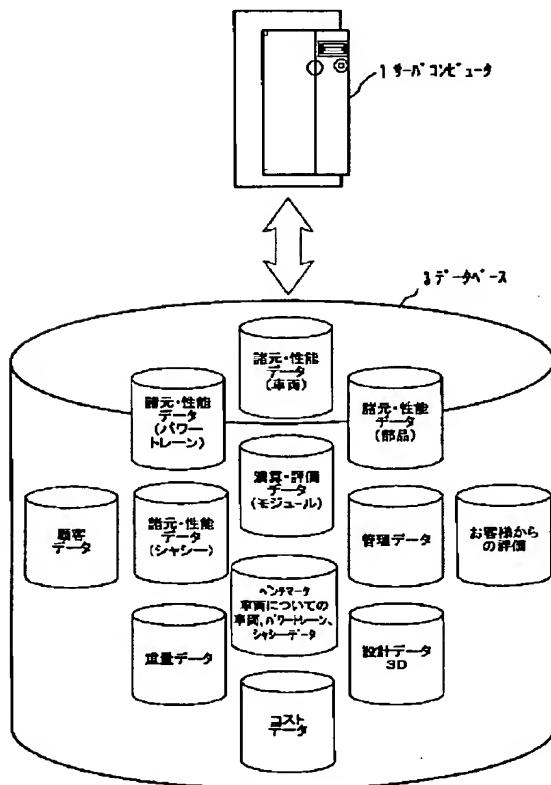 1 サーバコンピュータ
3 データベース
諸元・性能
データ
(車両)
諸元・性能
データ
(パワー
トレーン)
諸元・性能
データ
(部品)
演算・評価
データ
(モジュール)
顧客
データ
諸元・性能
データ
(シャシー)
管理データ
お客様から
の評価
ベンチマータ
車両についての
車両、パワートレーン、
シャシーデータ
重量データ
設計データ
3D
コスト
データ